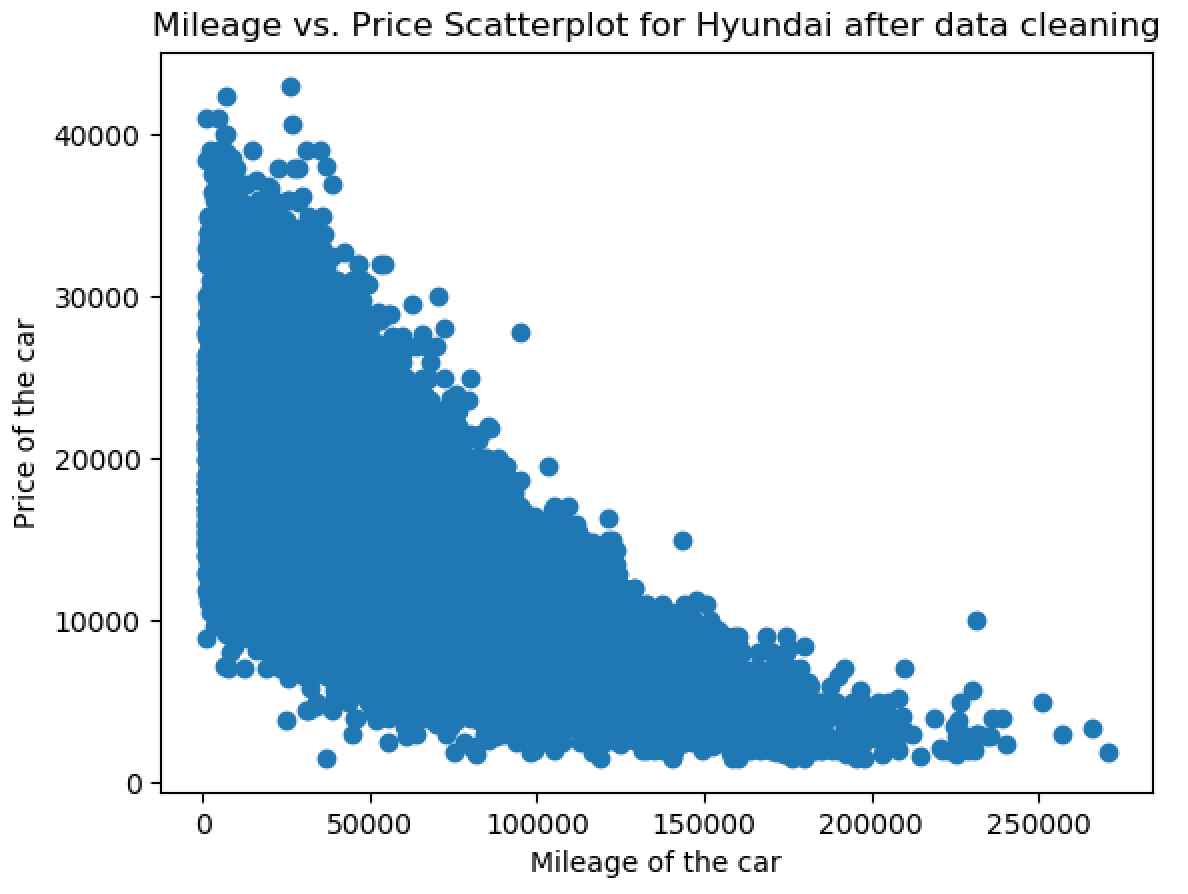 Mileage vs. Price Scatterplot for Hyundai after data cleaning
40000
30000
20000
10000
0
Price of the car
0 50000 100000 150000 200000 250000
Mileage of the car